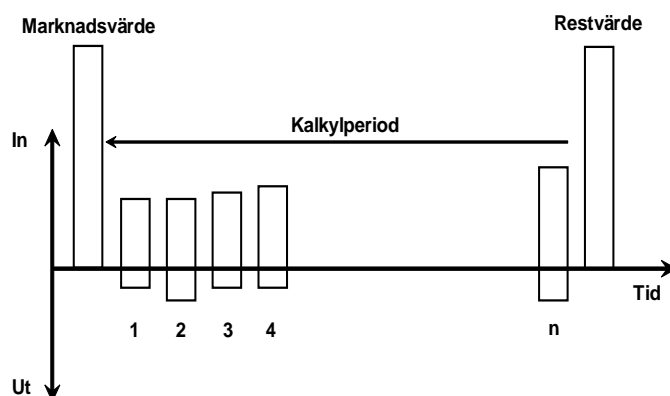 Marknadsvärde
Restvärde
Kalkylperiod
In
Tid
1 2 3 4 n
Ut